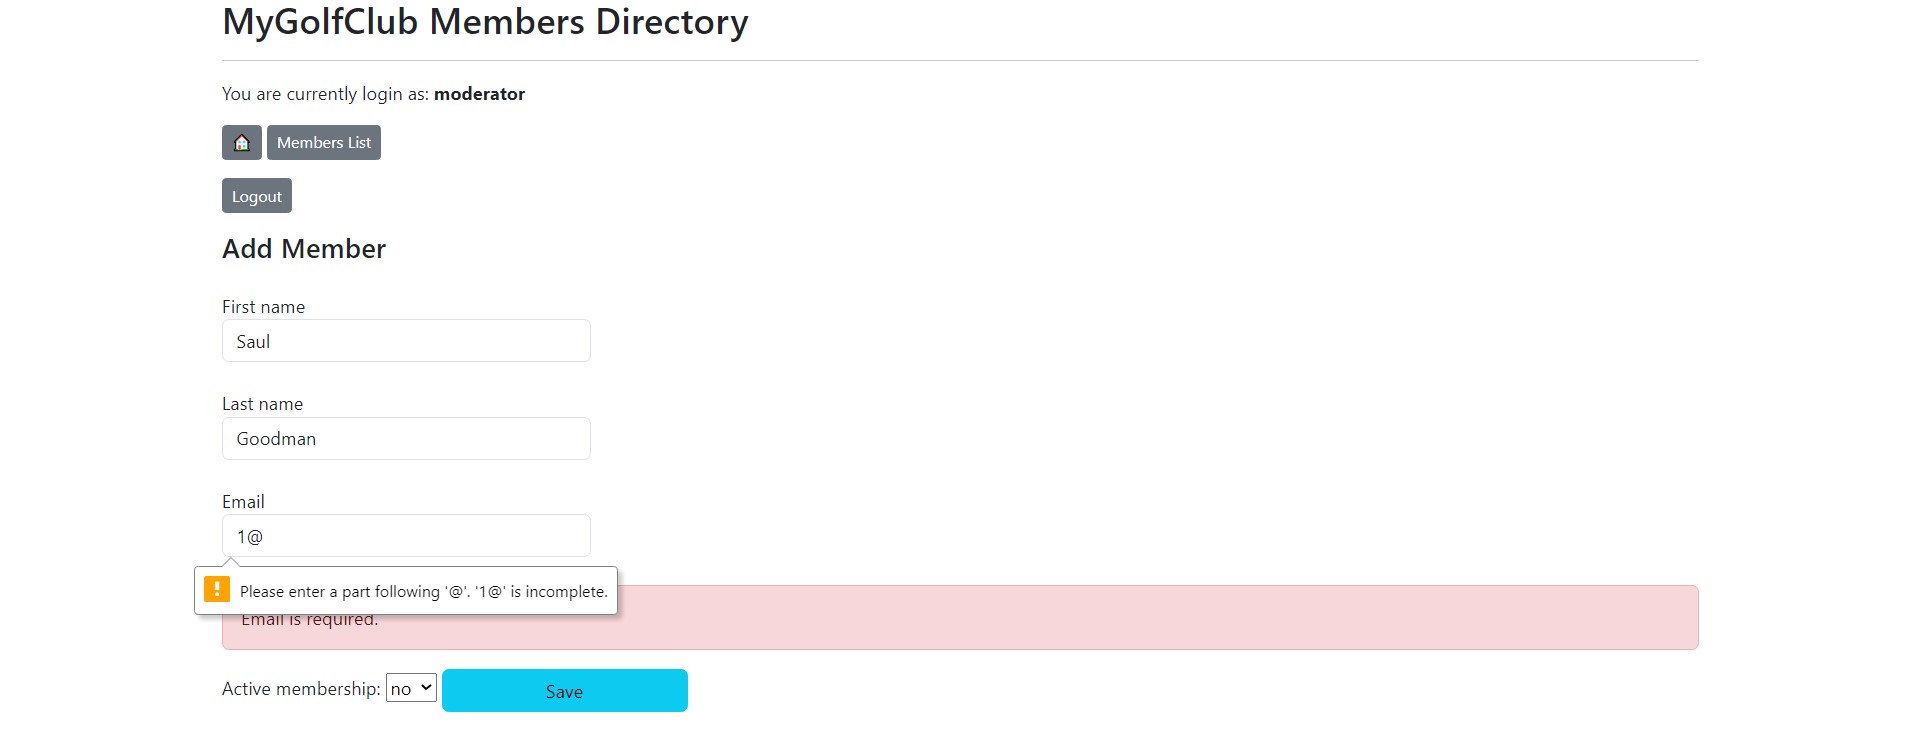 MyGolfClub Members Directory
You are currently login as: moderator
Members List
Logout
Add Member
First name
Saul
Last name
Goodman
Email
1@
Please enter a part following '@'. '1@' is incomplete.
Email is required.
Active membership: no Save